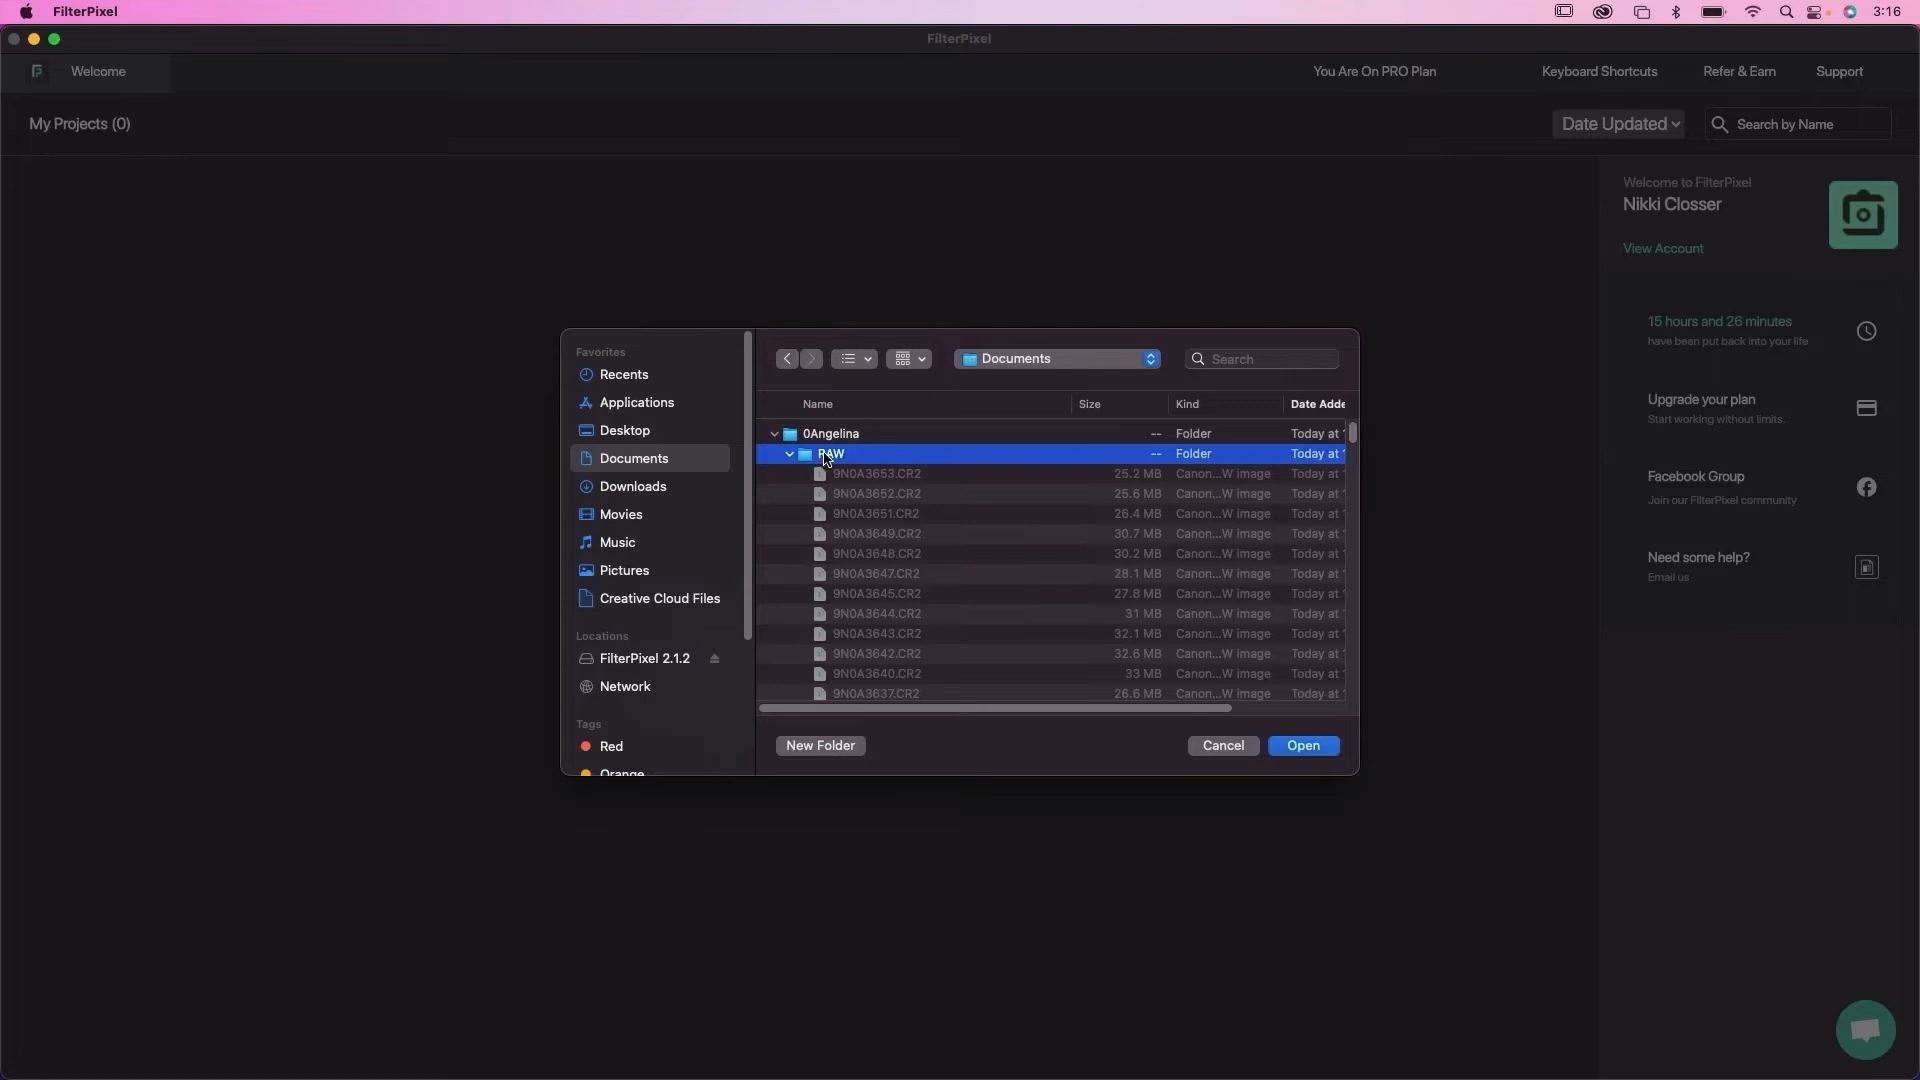 FilterPixel
3:16
FilterPixel
Welcome
You Are On PRO Plan
Keyboard Shortcuts
Refer & Earn
Support
My Projects (0)
Date Updated
Search by Name
Welcome to FilterPixel
Nikki Closser
View Account
15 hours and 26 minutes
have been put back into your life
Upgrade your plan
Start working without limits.
Facebook Group
Join our FilterPixel community
Need some help?
Email us
Favorites
Recents
Applications
Desktop
Documents
Downloads
Movies
Music
Pictures
Creative Cloud Files
Locations
FilterPixel 2.1.2
Network
Tags
Red
Orange
Documents
Search
Name Size Kind Date Adde
0Angelina -- Folder Today at
RAW -- Folder Today at
9N0A3653.CR2 25.2 MB Canon...W image Today at
9N0A3652.CR2 25.6 MB Canon...W image Today at
9N0A3651.CR2 26.4 MB Canon...W image Today at
9N0A3649.CR2 30.7 MB Canon...W image Today at
9N0A3648.CR2 30.2 MB Canon...W image Today at
9N0A3647.CR2 28.1 MB Canon...W image Today at
9N0A3645.CR2 27.8 MB Canon...W image Today at
9N0A3644.CR2 31 MB Canon...W image Today at
9N0A3643.CR2 32.1 MB Canon...W image Today at
9N0A3642.CR2 32.6 MB Canon...W image Today at
9N0A3640.CR2 33 MB Canon...W image Today at
9N0A3637.CR2 26.6 MB Canon...W image Today at
New Folder
Cancel
Open